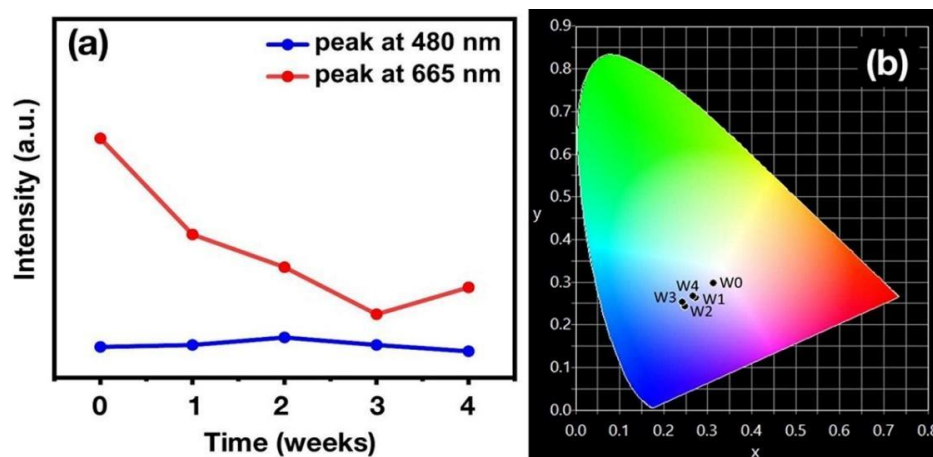 (a)
peak at 480 nm
peak at 665 nm
Intensity (a.u.)
0 1 2 3 4
Time (weeks)
(b)
0.9
0.8
0.7
0.6
0.5
y
0.4
0.3
0.2
0.1
0.0
W0
W4
W3
W1
W2
0.0 0.1 0.2 0.3 0.4 0.5 0.6 0.7 0.8
x